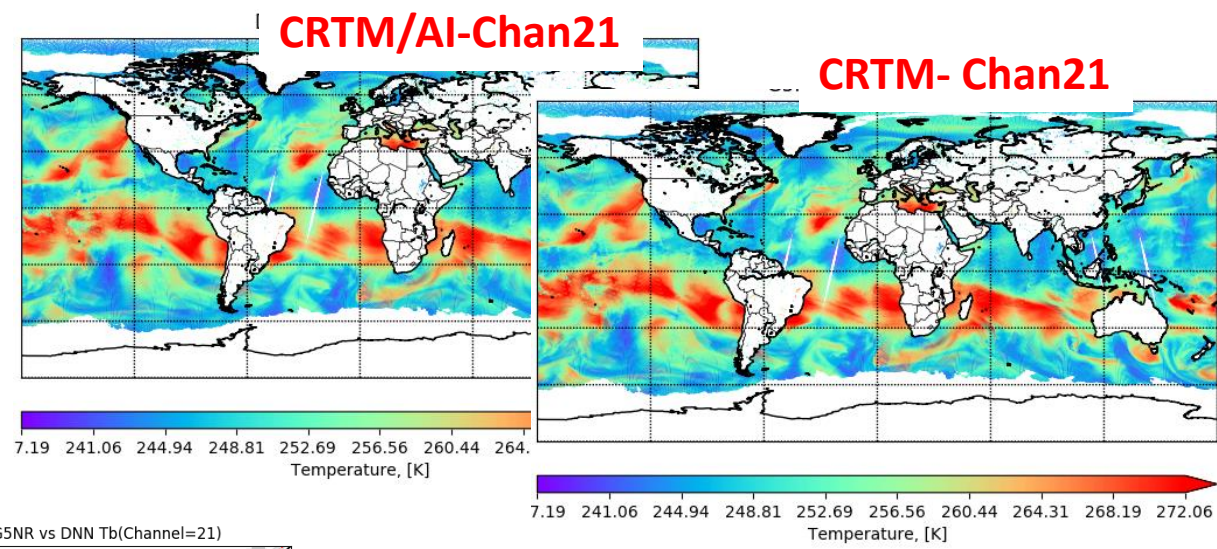 CRTM/AI-Chan21
CRTM- Chan21
7.19 241.06 244.94 248.81 252.69 256.56 260.44 264.
Temperature, [K]
7.19 241.06 244.94 248.81 252.69 256.56 260.44 264.31 268.19 272.06
Temperature, [K]
G5NR vs DNN Tb(Channel=21)